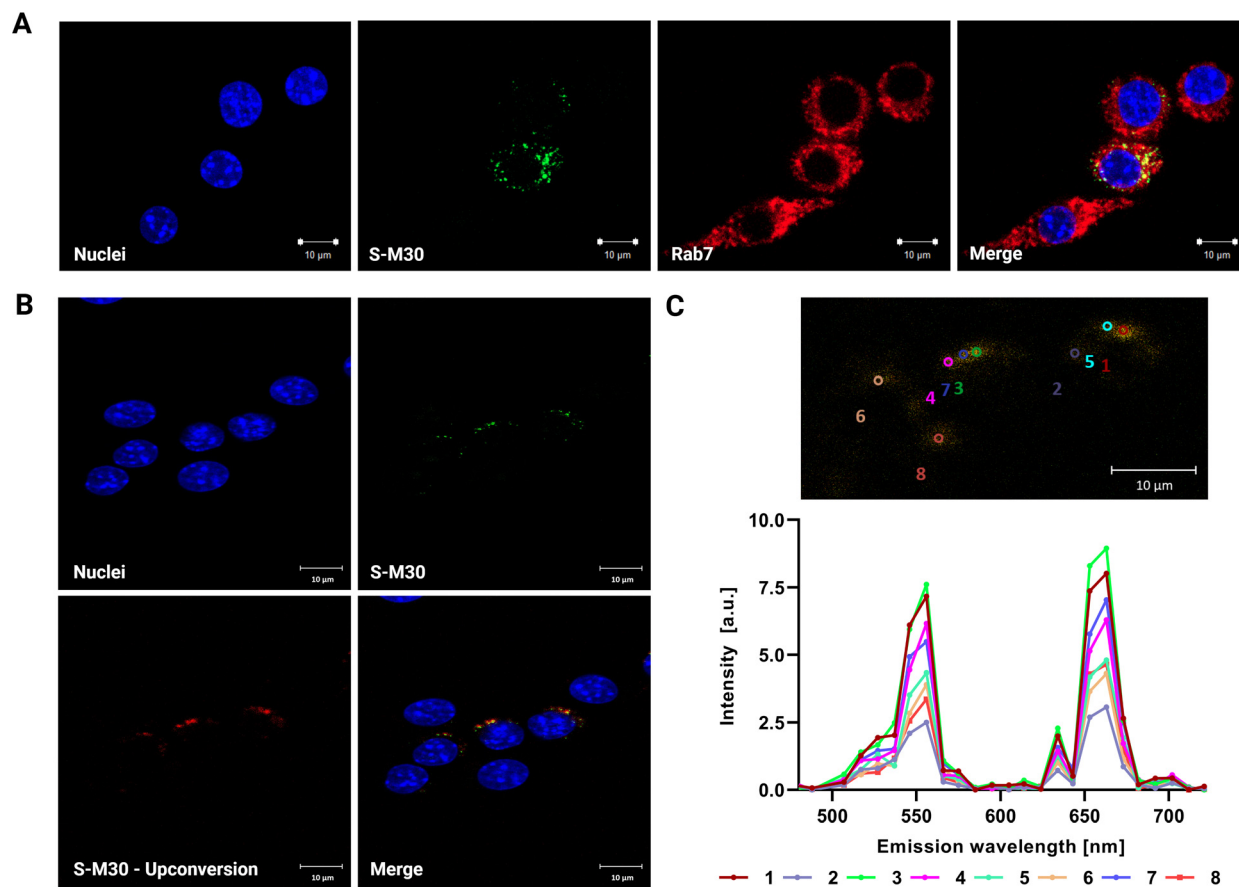 A
Nuclei
10 µm
S-M30
10 µm
Rab7
10 µm
Merge
10 µm
B
Nuclei
10 µm
S-M30
10 µm
S-M30 - Upconversion
10 µm
Merge
10 µm
C
5
1
2
4
7
3
6
8
10 µm
10.0
7.5
5.0
2.5
0.0
Intensity [a.u.]
500 550 600 650 700
Emission wavelength [nm]
1 2 3 4 5 6 7 8